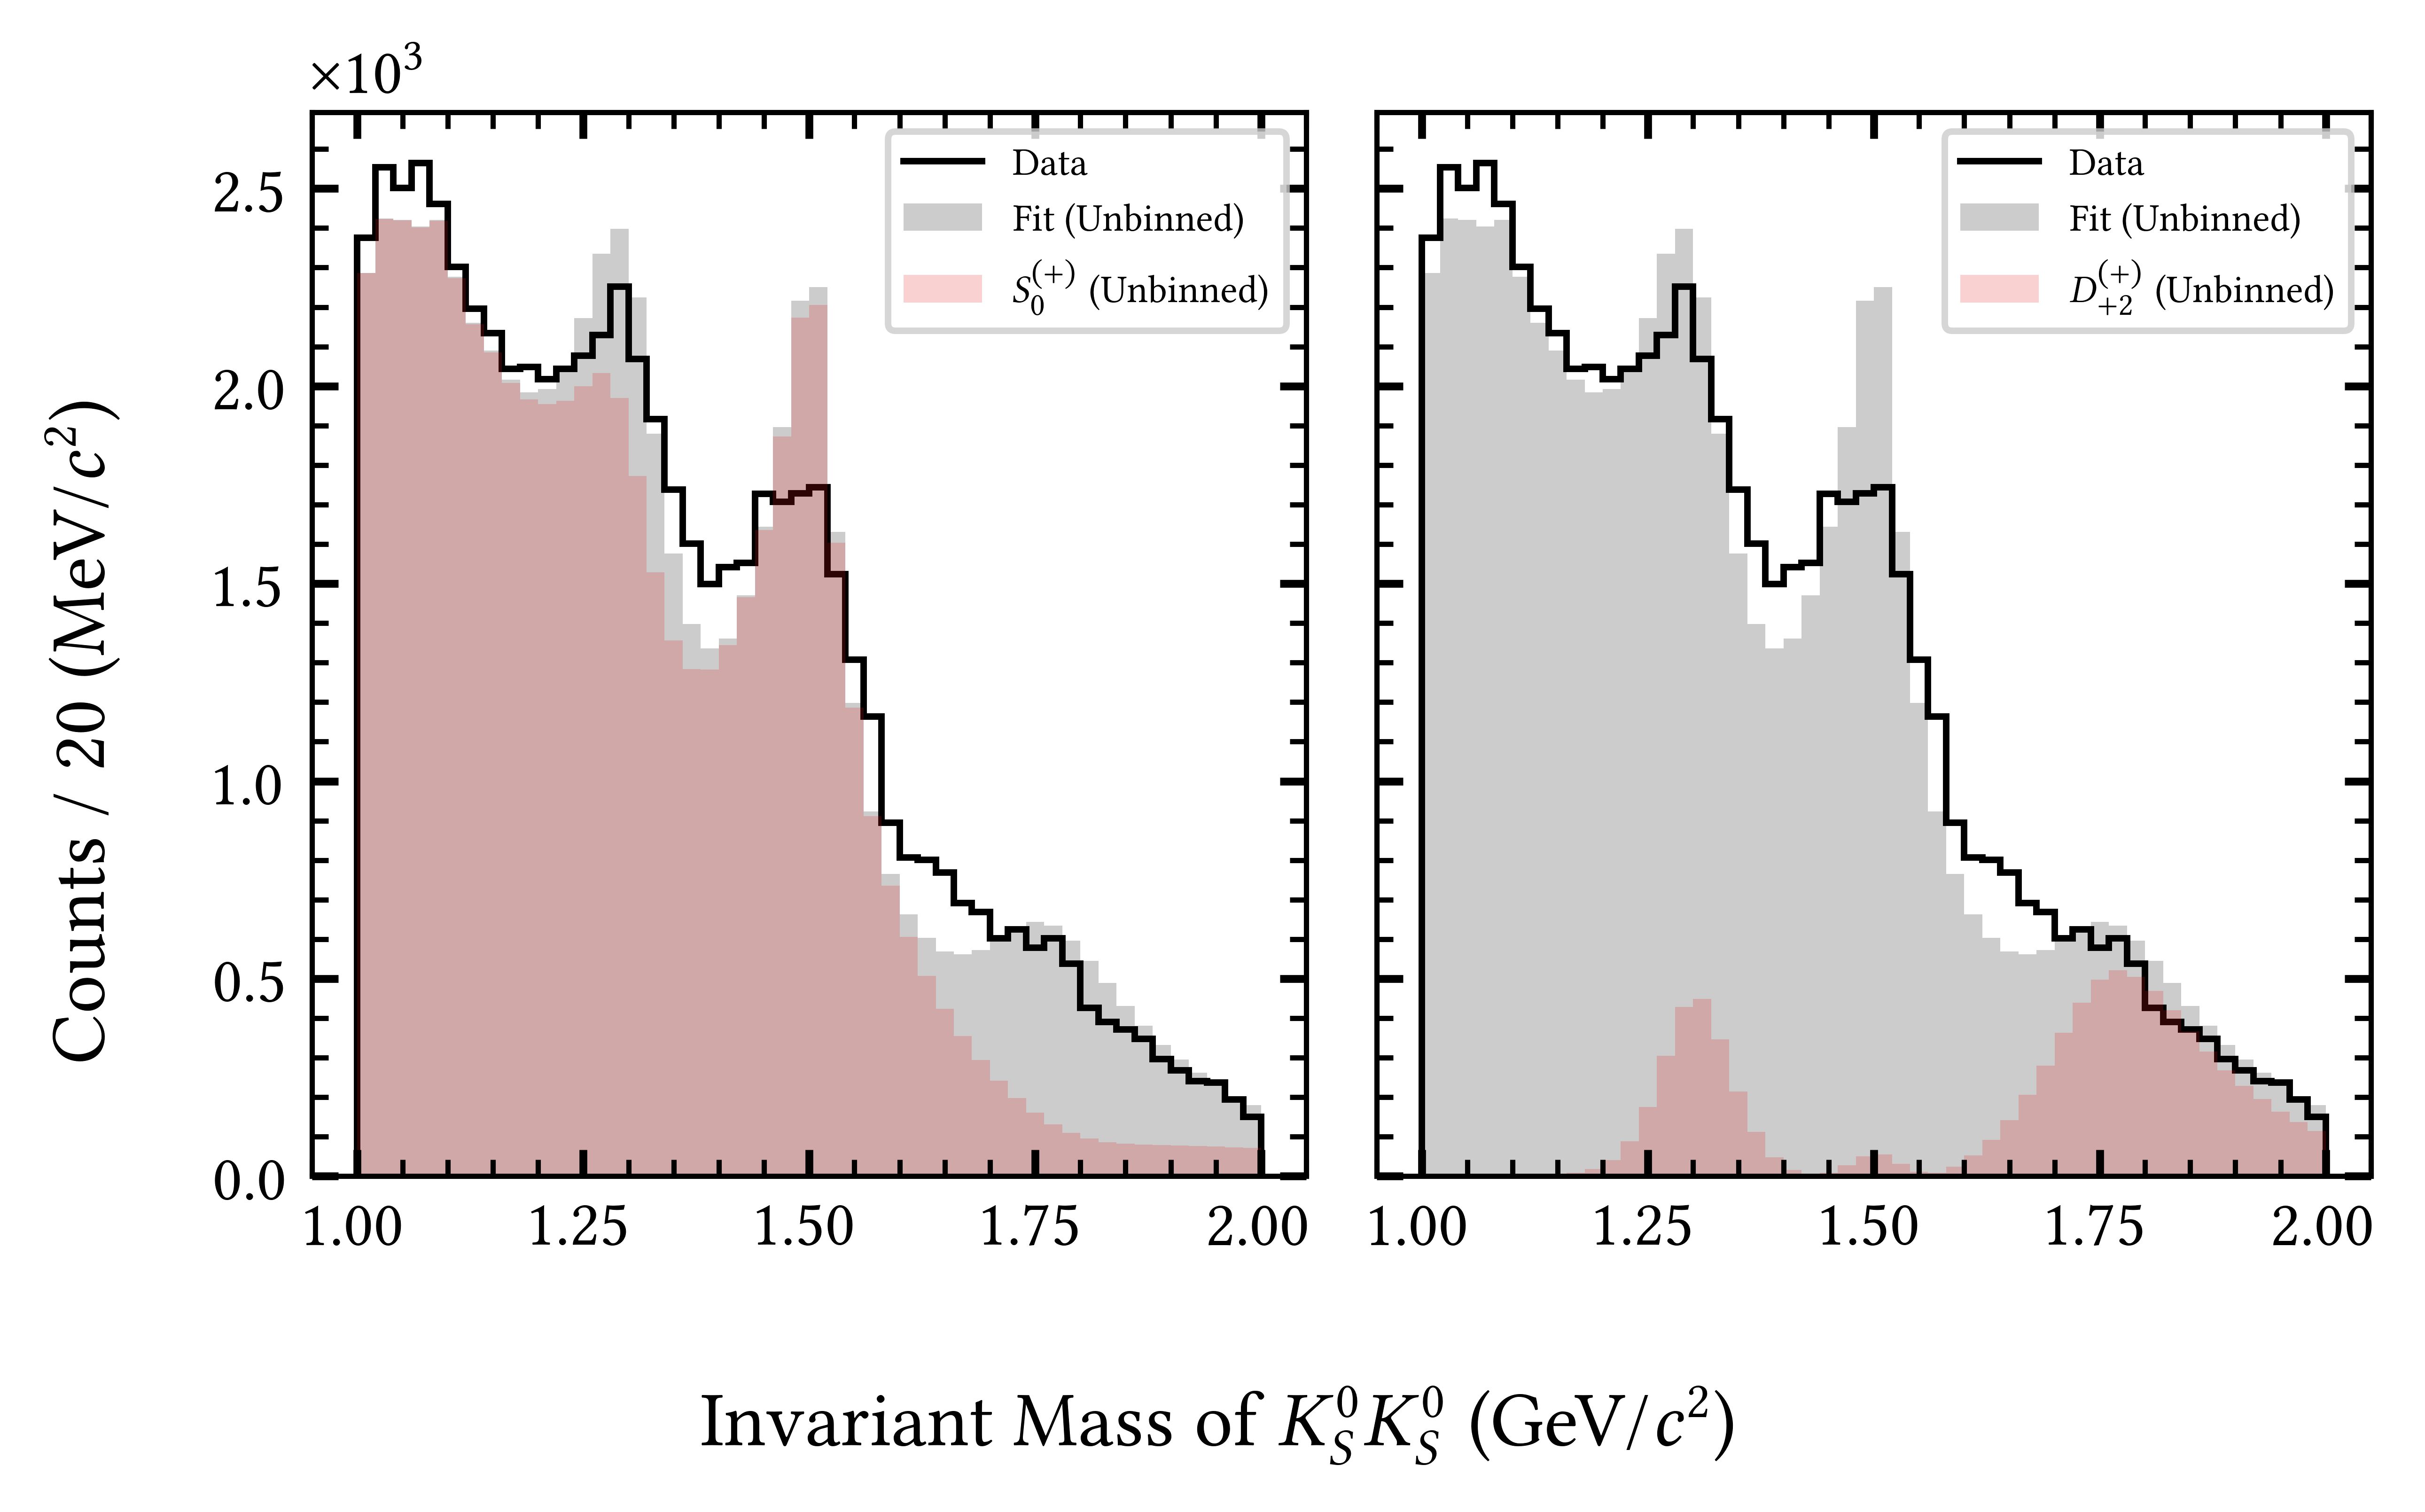 ×10³
Counts / 20 (MeV/c²)
2.5
2.0
1.5
1.0
0.5
0.0
Data
Fit (Unbinned)
S₀⁽⁺⁾ (Unbinned)
1.00 1.25 1.50 1.75 2.00
Data
Fit (Unbinned)
D₊₂⁽⁺⁾ (Unbinned)
1.00 1.25 1.50 1.75 2.00
Invariant Mass of K_S⁰K_S⁰ (GeV/c²)